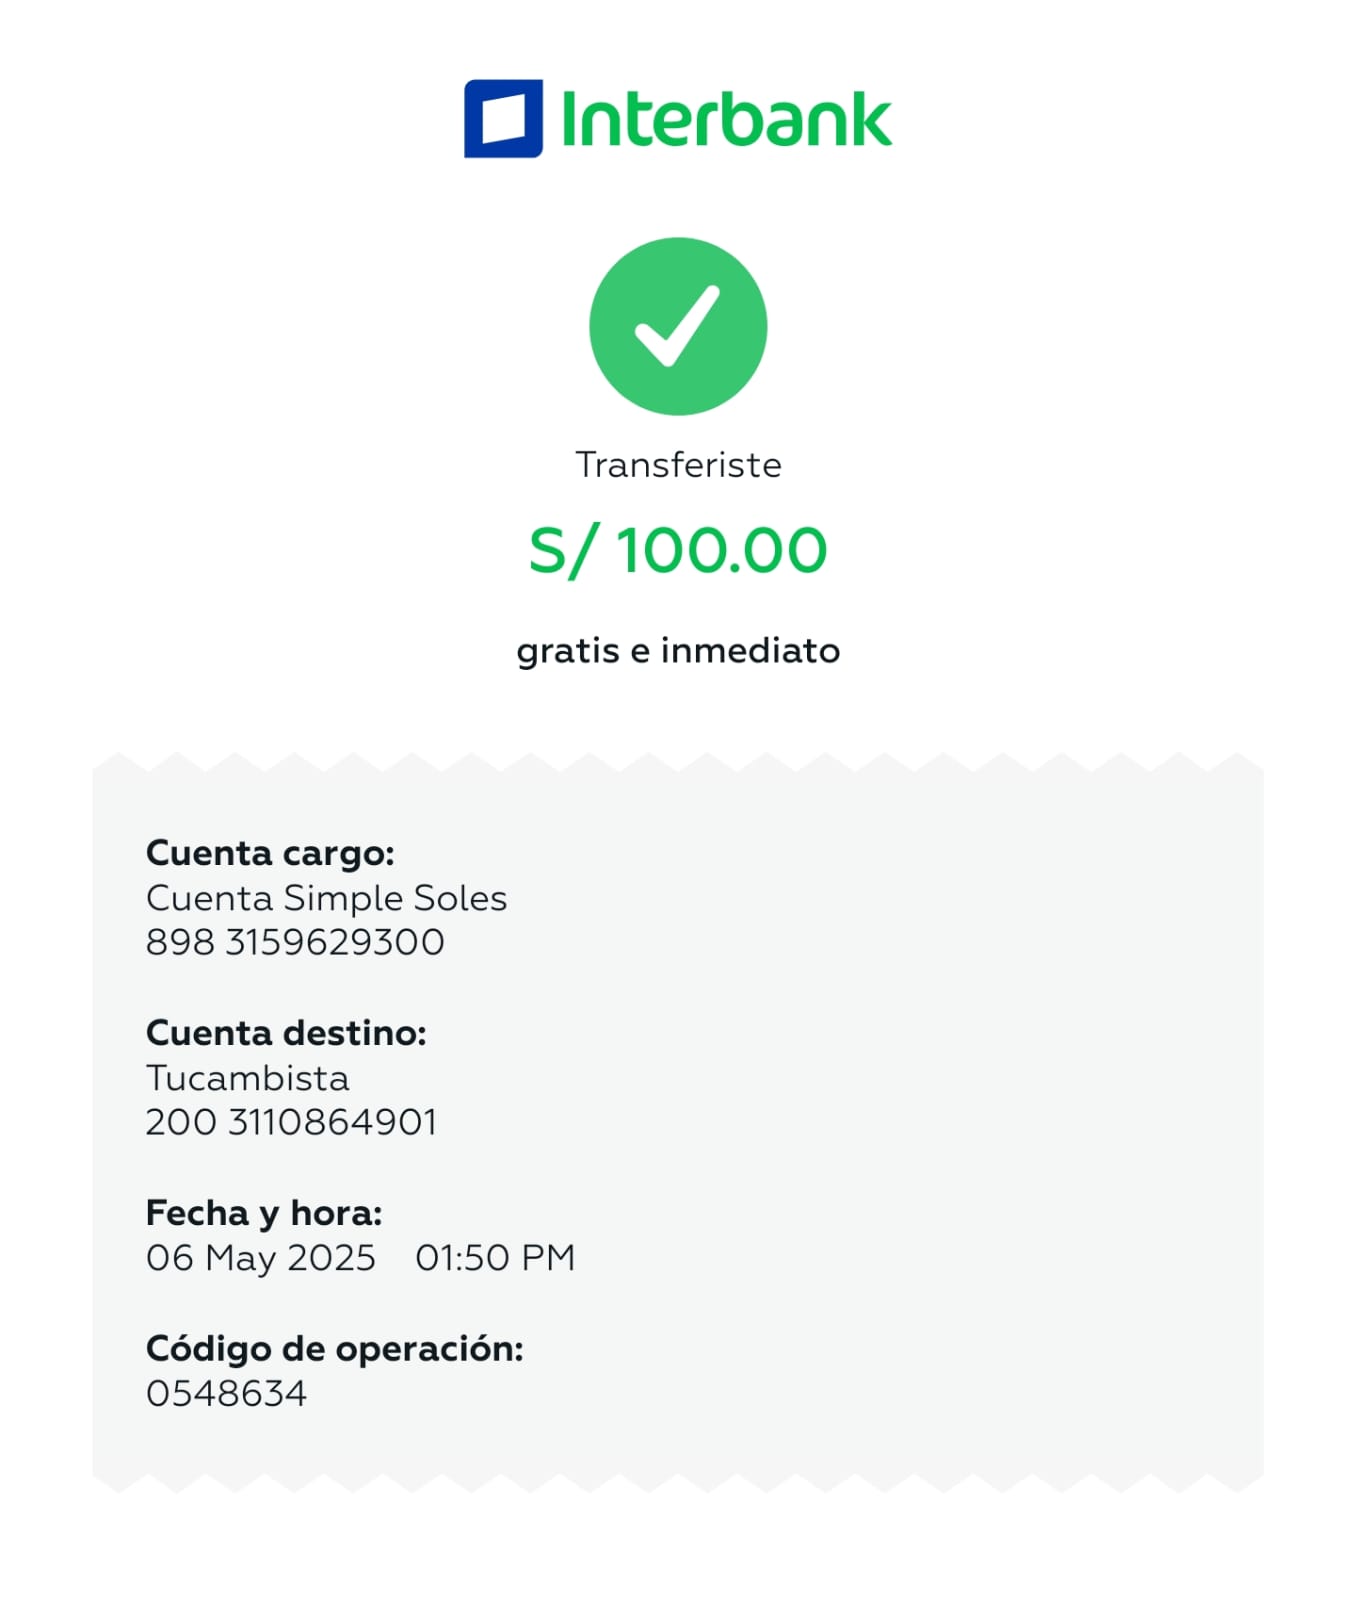 Interbank
Transferiste
S/ 100.00
gratis e inmediato
Cuenta cargo:
Cuenta Simple Soles
898 3159629300
Cuenta destino:
Tucambista
200 3110864901
Fecha y hora:
06 May 2025 01:50 PM
Código de operación:
0548634